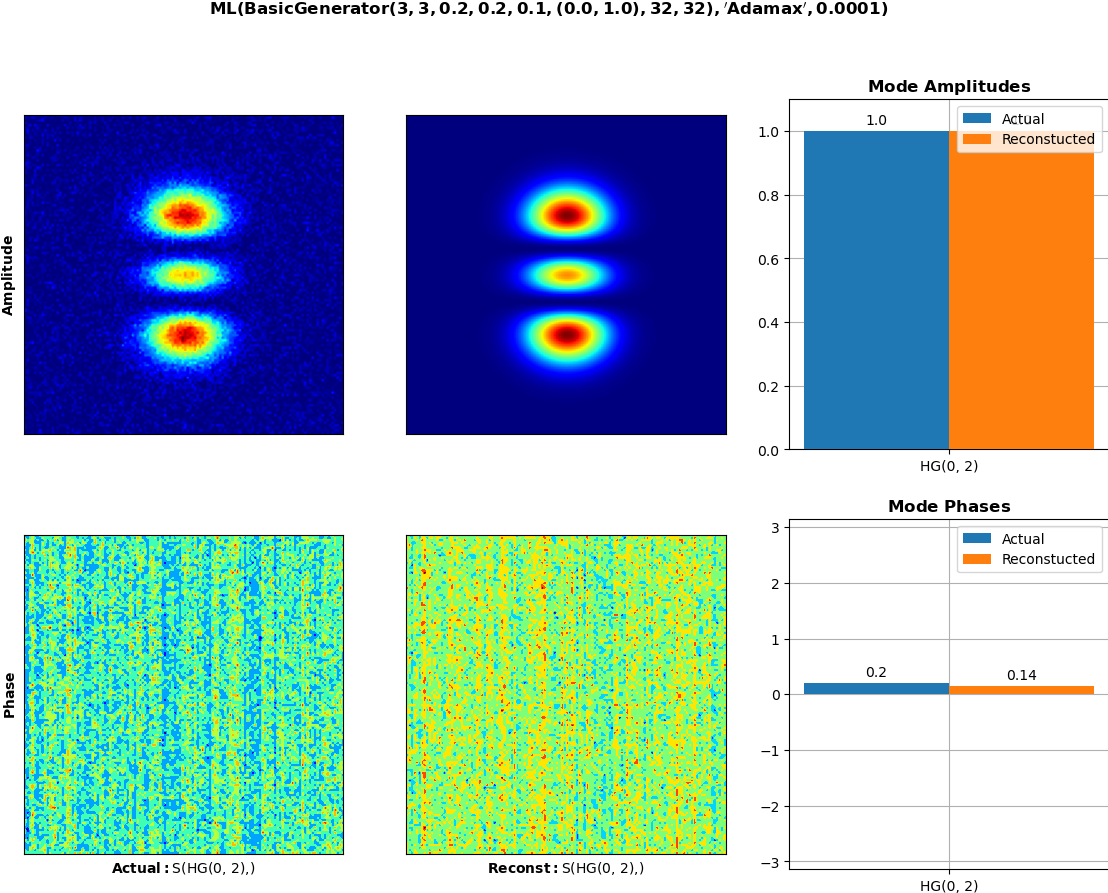 ML(BasicGenerator(3, 3, 0.2, 0.2, 0.1, (0.0, 1.0), 32, 32), ′Adamax′, 0.0001)
Amplitude
Mode Amplitudes
Actual
Reconstucted
1.0
1.0
0.8
0.6
0.4
0.2
0.0
HG(0, 2)
Phase
Actual: S(HG(0, 2),)
Reconst: S(HG(0, 2),)
Mode Phases
Actual
Reconstucted
0.2
0.14
3
2
1
0
−1
−2
−3
HG(0, 2)